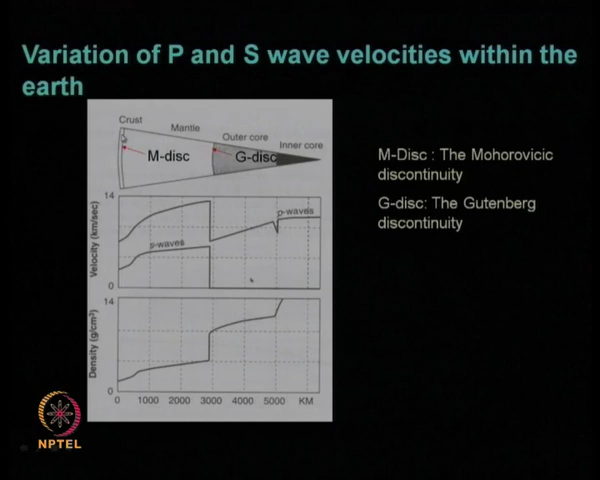 Variation of P and S wave velocities within the
earth
Crust
Mantle
Outer core
Inner core
M-disc
G-disc
M-Disc : The Mohorovicic
discontinuity
G-disc: The Gutenberg
discontinuity
14
Velocity (km/sec)
p-waves
p-waves
0
14
Density (g/cm³)
0
0 1000 2000 3000 4000 5000 KM
NPTEL